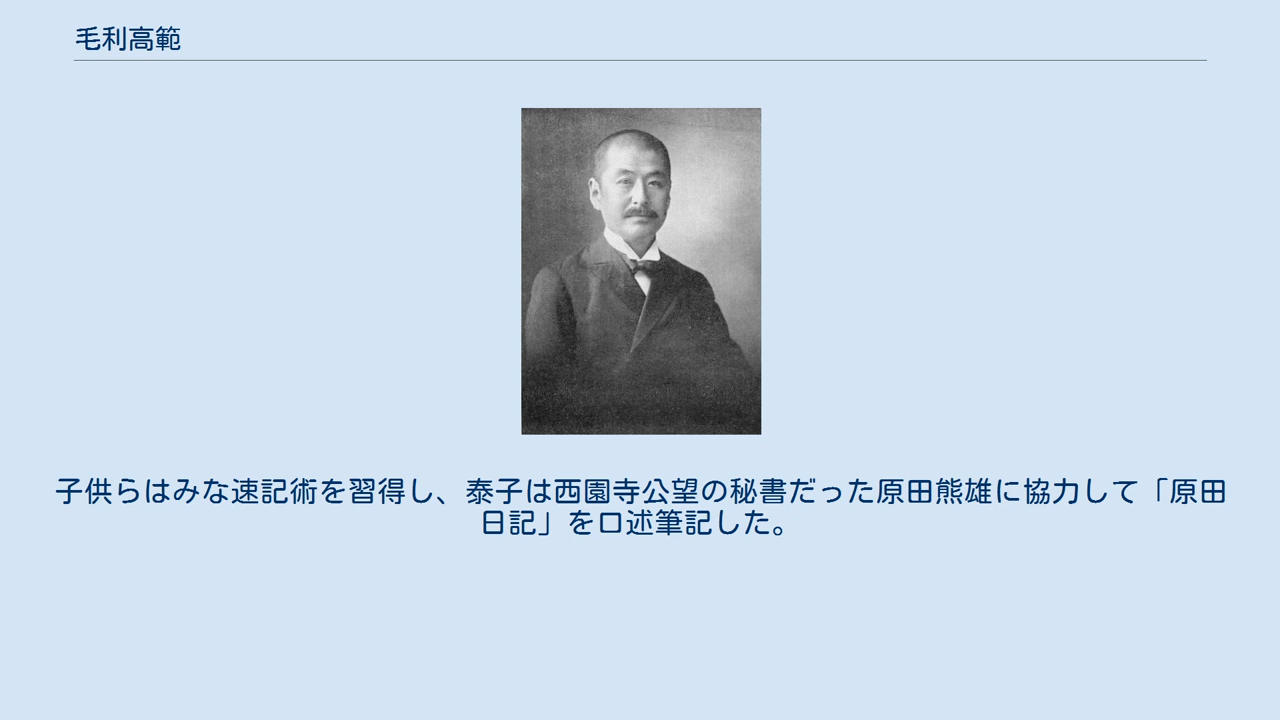 毛利高範
子供らはみな速記術を習得し、泰子は西園寺公望の秘書だった原田熊雄に協力して「原田
日記」を口述筆記した。